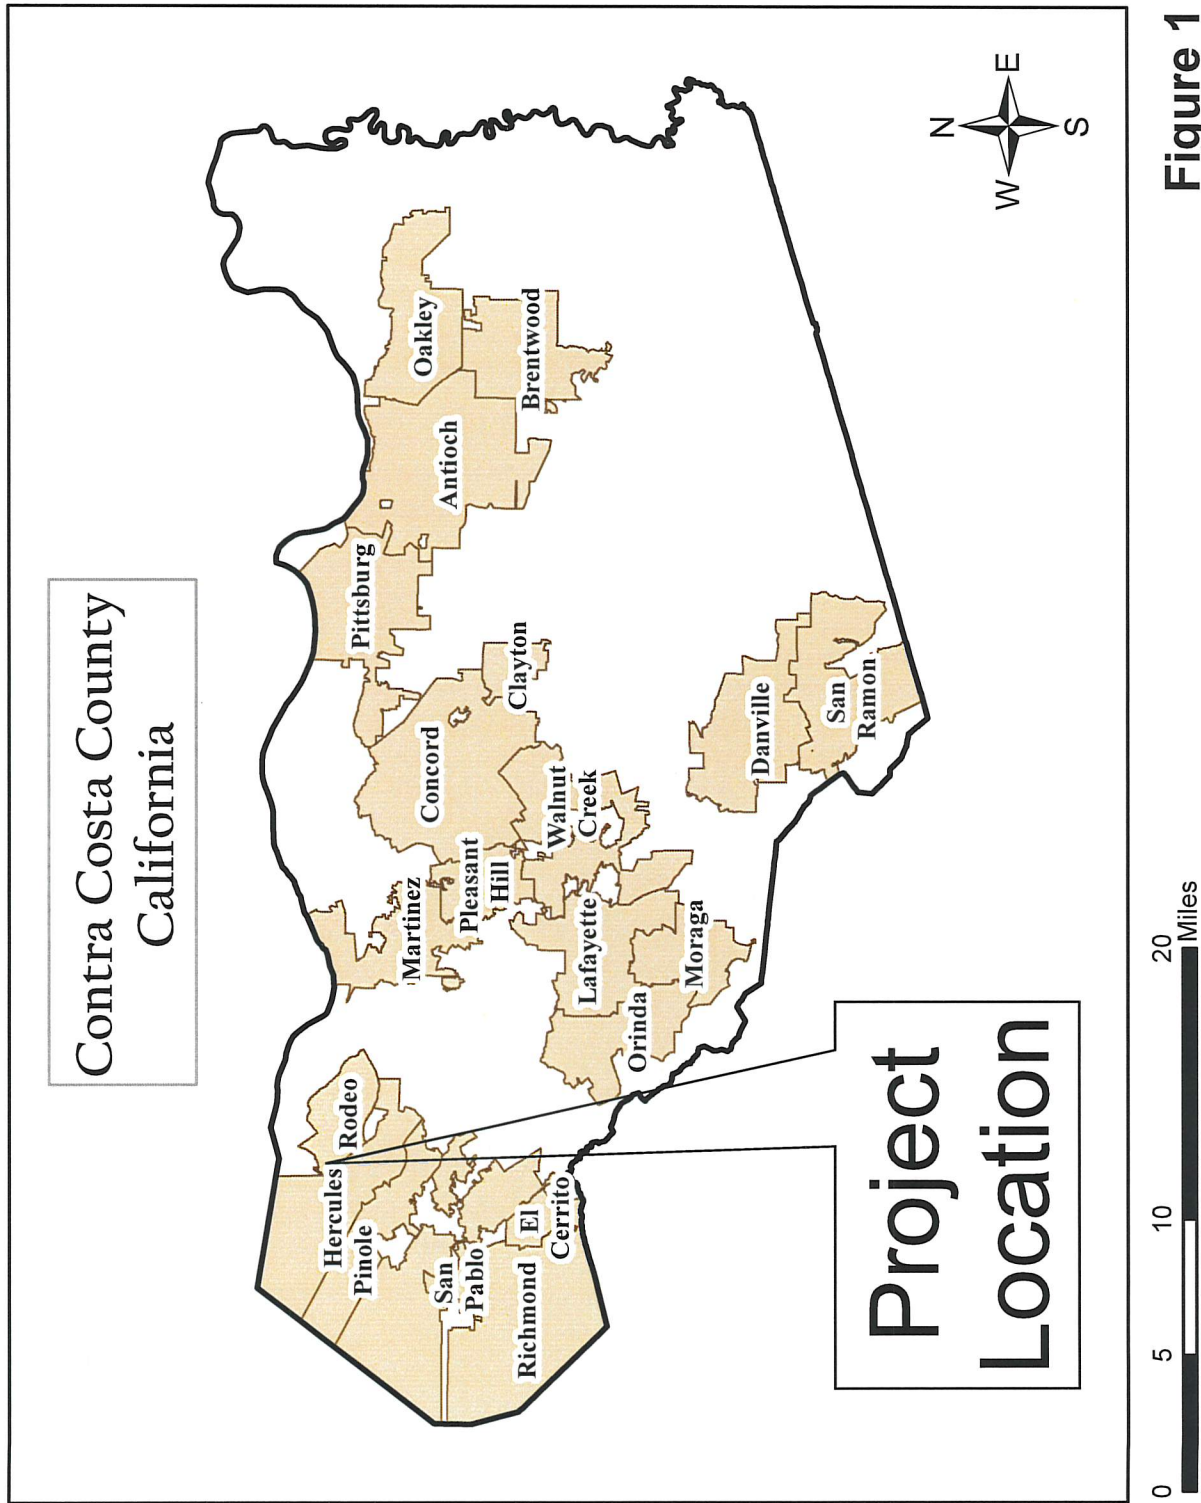 Contra Costa County
California
Oakley
Brentwood
Antioch
Pittsburg
Clayton
Concord
Walnut
Creek
Pleasant
Hill
Martinez
Lafayette
Moraga
Orinda
Danville
San
Ramon
Rodeo
Hercules
Pinole
San
Pablo
El
Cerrito
Richmond
Project
Location
N
W
E
S
0
5
10
20
Miles
Figure 1